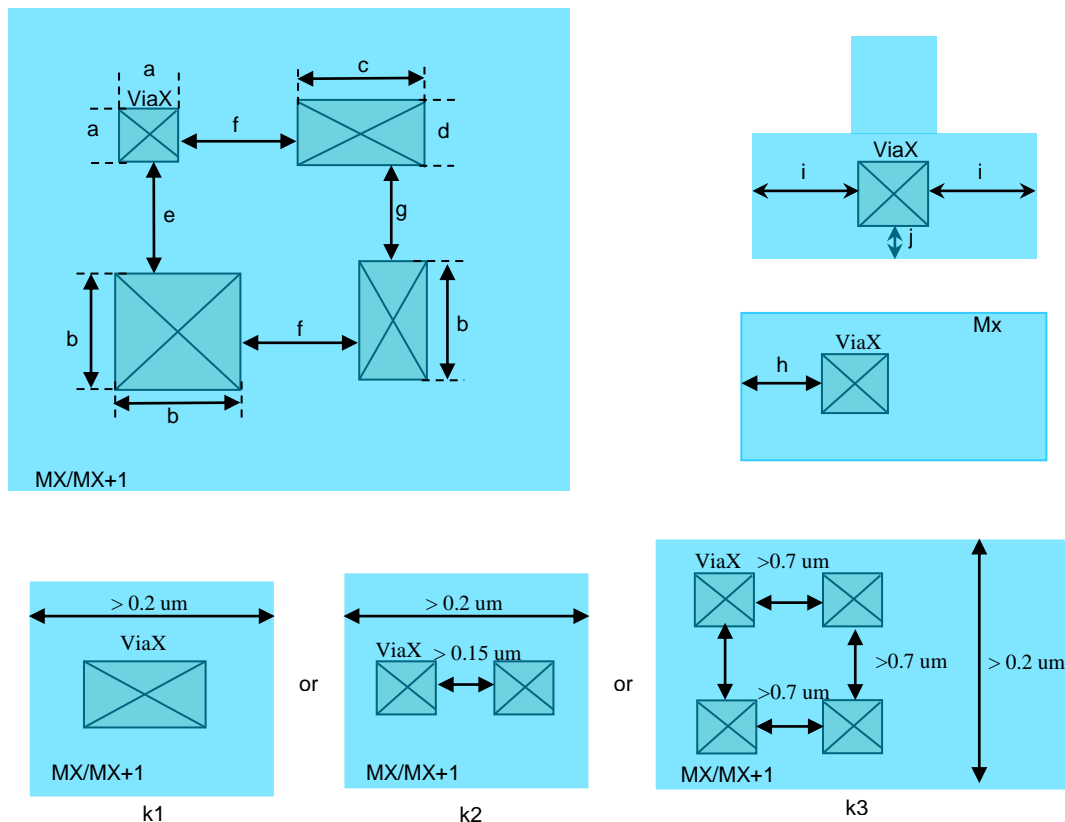 a
ViaX
a
c
d
f
e
g
b
b
f
b
MX/MX+1
ViaX
i
i
j
Mx
ViaX
h
> 0.2 um
ViaX
MX/MX+1
k1
or
> 0.2 um
ViaX
> 0.15 um
MX/MX+1
k2
or
ViaX
>0.7 um
>0.7 um
>0.7 um
> 0.2 um
MX/MX+1
k3